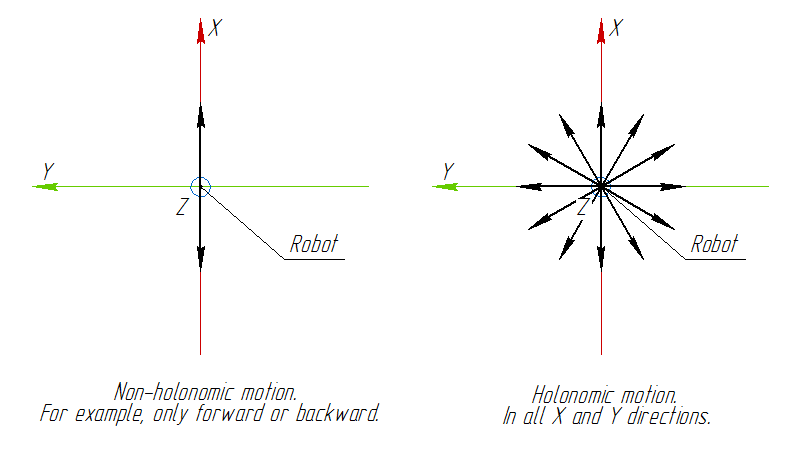 X
X
Y
Y
Z
Z
Robot
Robot
Non-holonomic motion.
For example, only forward or backward.
Holonomic motion.
In all X and Y directions.